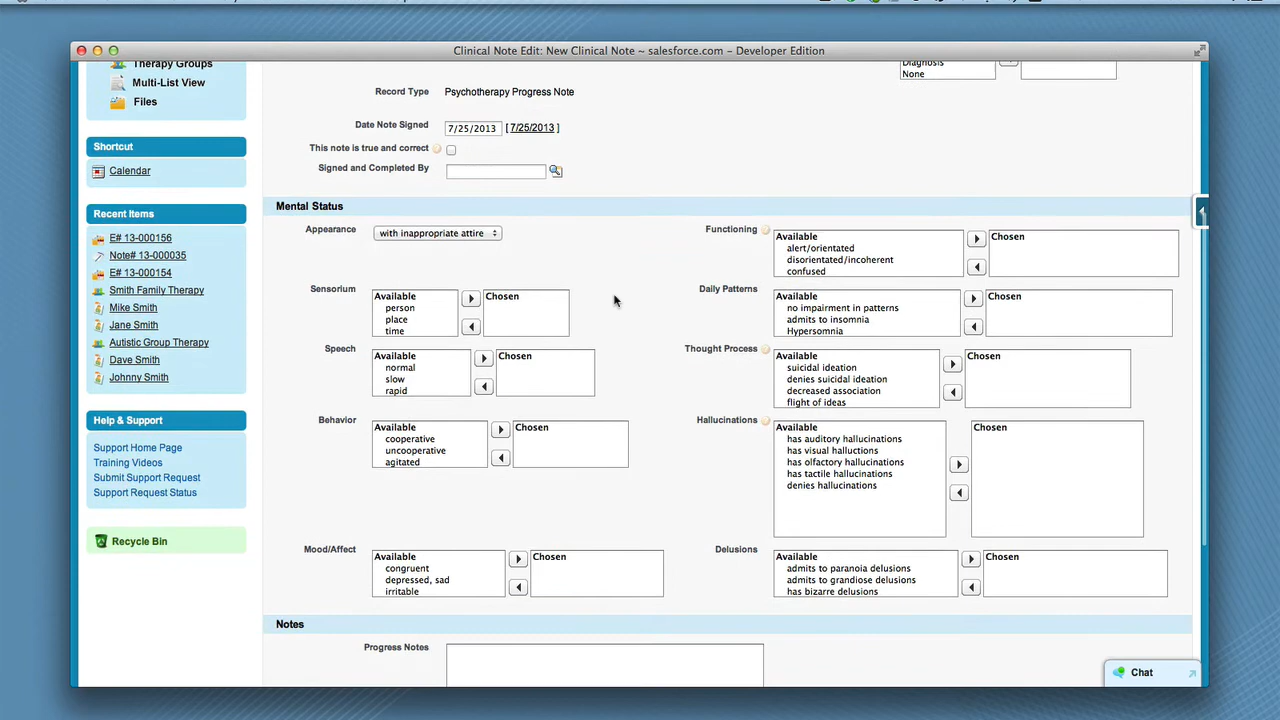 Clinical Note Edit: New Clinical Note ~ salesforce.com – Developer Edition
Therapy Groups
Multi-List View
Files
Shortcut
Calendar
Recent Items
E# 13-000156
Note# 13-000035
E# 13-000154
Smith Family Therapy
Mike Smith
Jane Smith
Autistic Group Therapy
Dave Smith
Johnny Smith
Help & Support
Support Home Page
Training Videos
Submit Support Request
Support Request Status
Recycle Bin
Diagnosis
None
Record Type Psychotherapy Progress Note
Date Note Signed 7/25/2013 [ 7/25/2013 ]
This note is true and correct
Signed and Completed By
Mental Status
Appearance with inappropriate attire
Sensorium
Available
person
place
time
Chosen
Speech
Available
normal
slow
rapid
Chosen
Behavior
Available
cooperative
uncooperative
agitated
Chosen
Mood/Affect
Available
congruent
depressed, sad
irritable
Chosen
Functioning
Available
alert/orientated
disorientated/incoherent
confused
Chosen
Daily Patterns
Available
no impairment in patterns
admits to insomnia
Hypersomnia
Chosen
Thought Process
Available
suicidal ideation
denies suicidal ideation
decreased association
flight of ideas
Chosen
Hallucinations
Available
has auditory hallucinations
has visual halluctions
has olfactory hallucinations
has tactile hallucinations
denies hallucinations
Chosen
Delusions
Available
admits to paranoia delusions
admits to grandiose delusions
has bizarre delusions
Chosen
Notes
Progress Notes
Chat